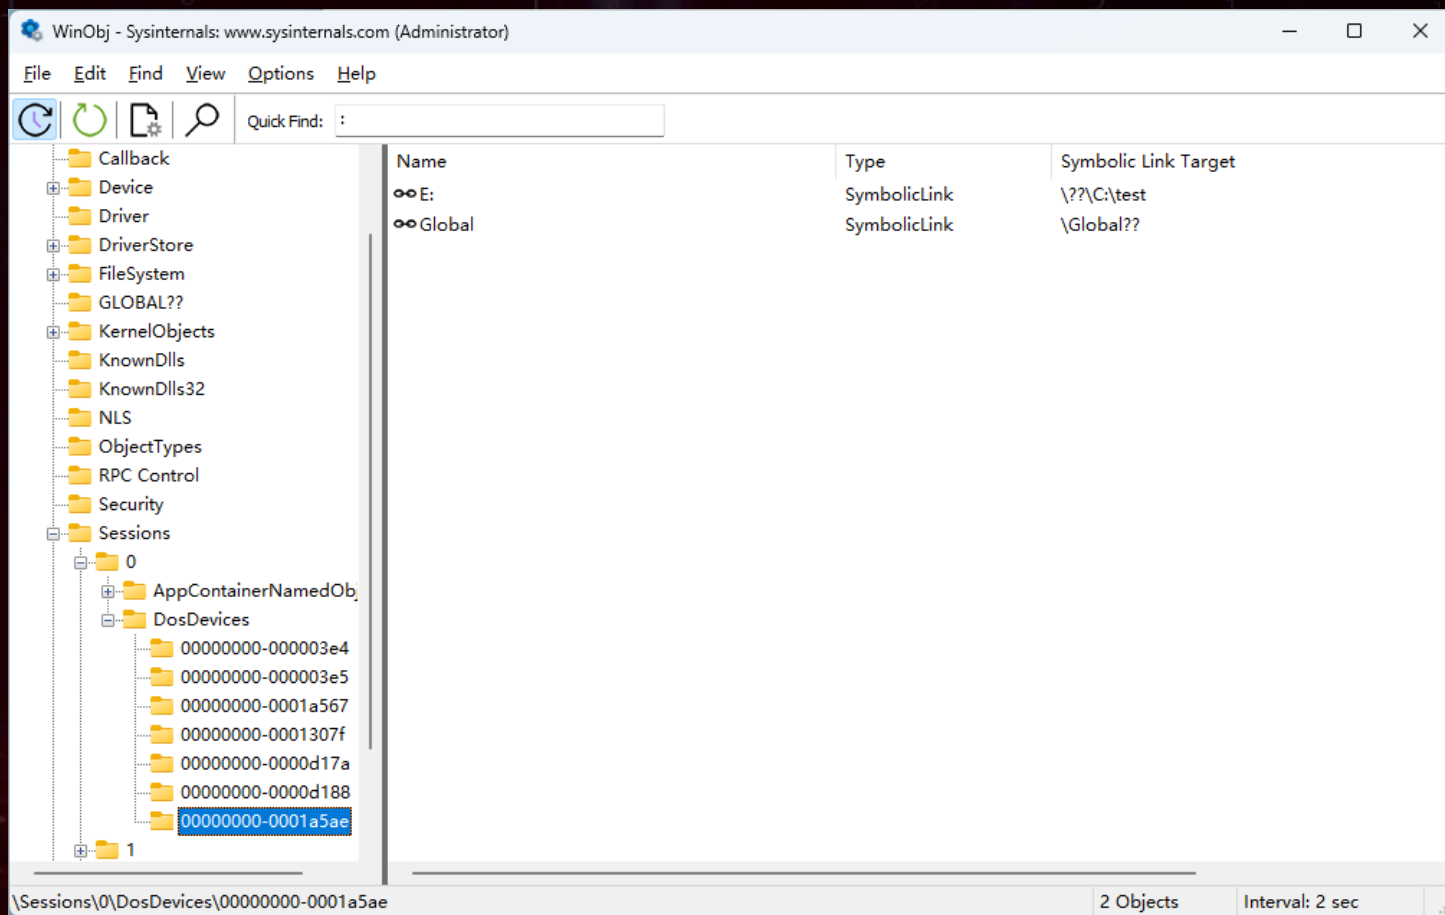 WinObj - Sysinternals: www.sysinternals.com (Administrator)
File Edit Find View Options Help
Quick Find: :
Callback
Device
Driver
DriverStore
FileSystem
GLOBAL??
KernelObjects
KnownDlls
KnownDlls32
NLS
ObjectTypes
RPC Control
Security
Sessions
0
AppContainerNamedObj
DosDevices
00000000-000003e4
00000000-000003e5
00000000-0001a567
00000000-0001307f
00000000-0000d17a
00000000-0000d188
00000000-0001a5ae
1
Name Type Symbolic Link Target
E: SymbolicLink \??\C:\test
Global SymbolicLink \Global??
\Sessions\0\DosDevices\00000000-0001a5ae 2 Objects Interval: 2 sec